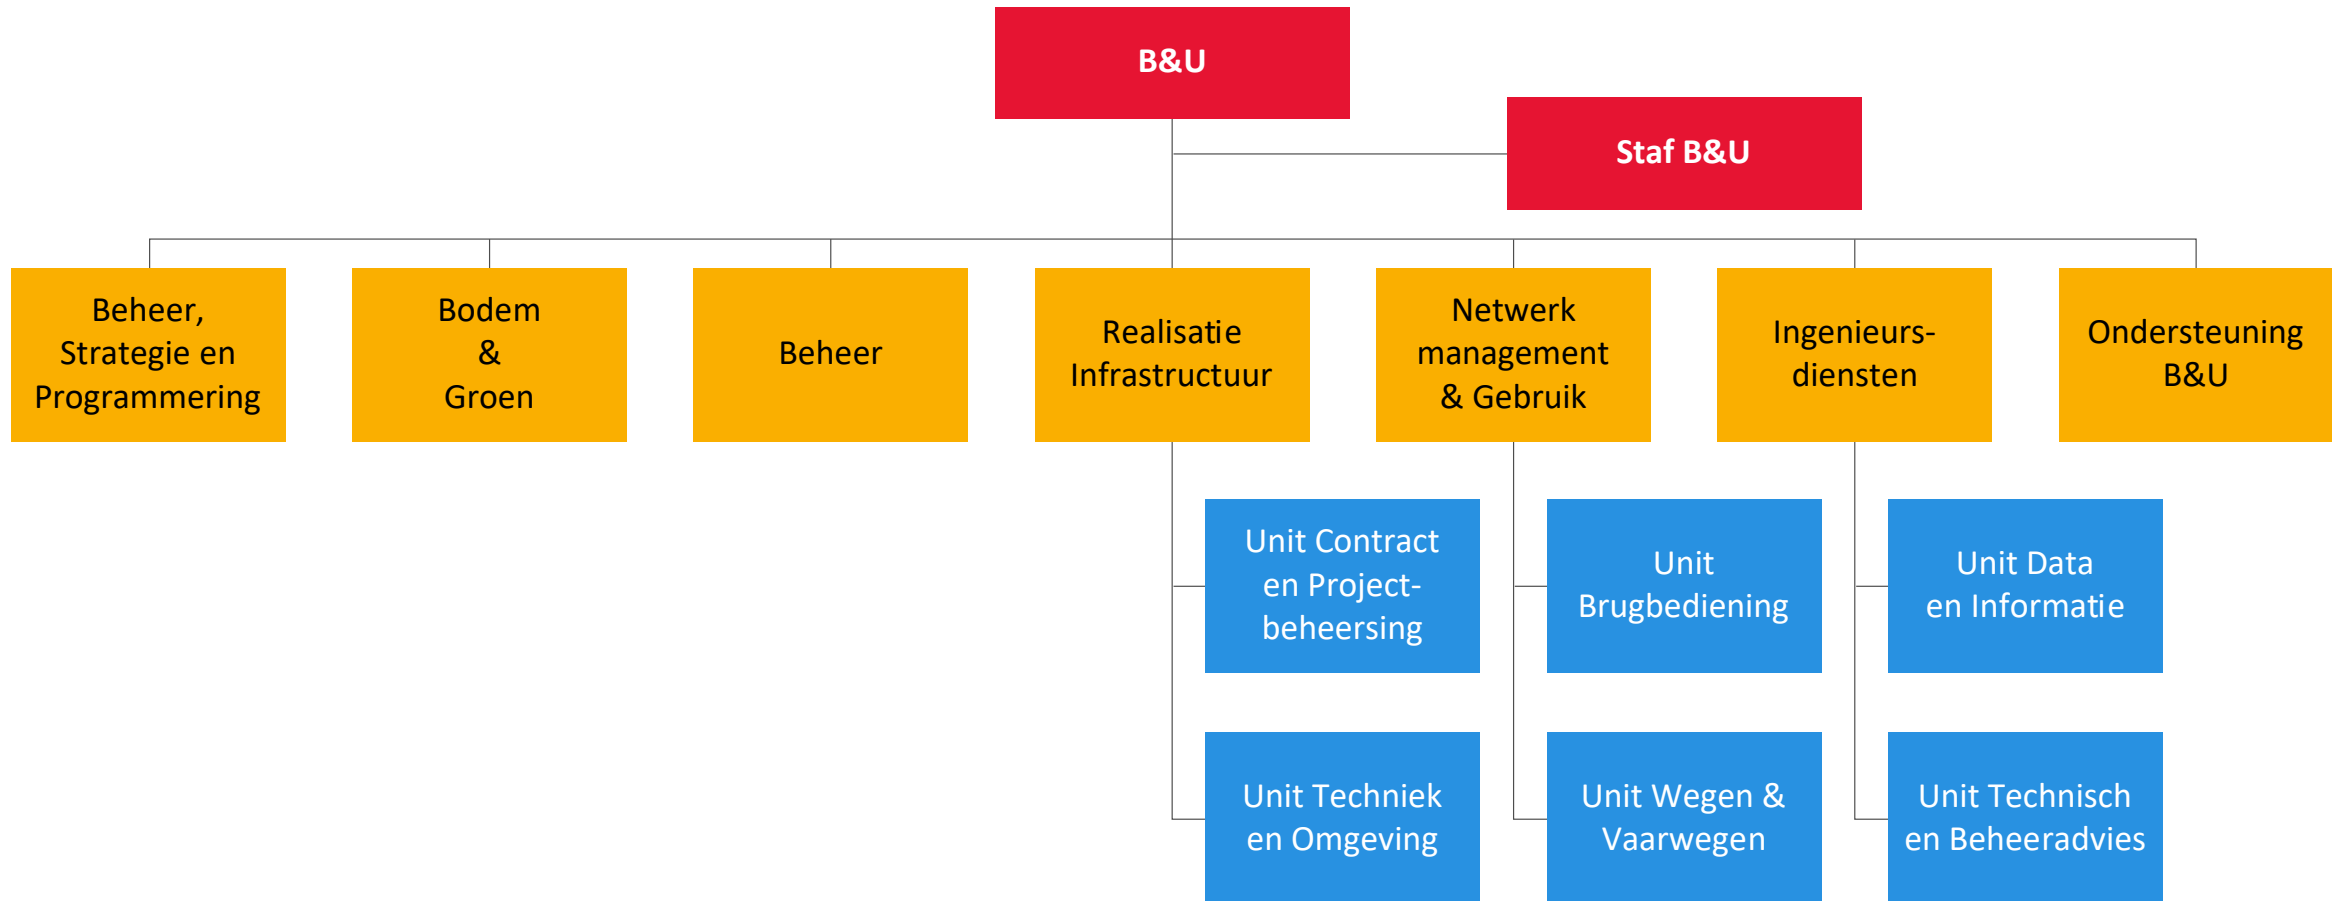 B&U
Staf B&U
Beheer,
Strategie en
Programmering
Bodem
&
Groen
Beheer
Realisatie
Infrastructuur
Netwerk
management
& Gebruik
Ingenieurs-
diensten
Ondersteuning
B&U
Unit Contract
en Project-
beheersing
Unit
Brugbediening
Unit Data
en Informatie
Unit Techniek
en Omgeving
Unit Wegen &
Vaarwegen
Unit Technisch
en Beheeradvies